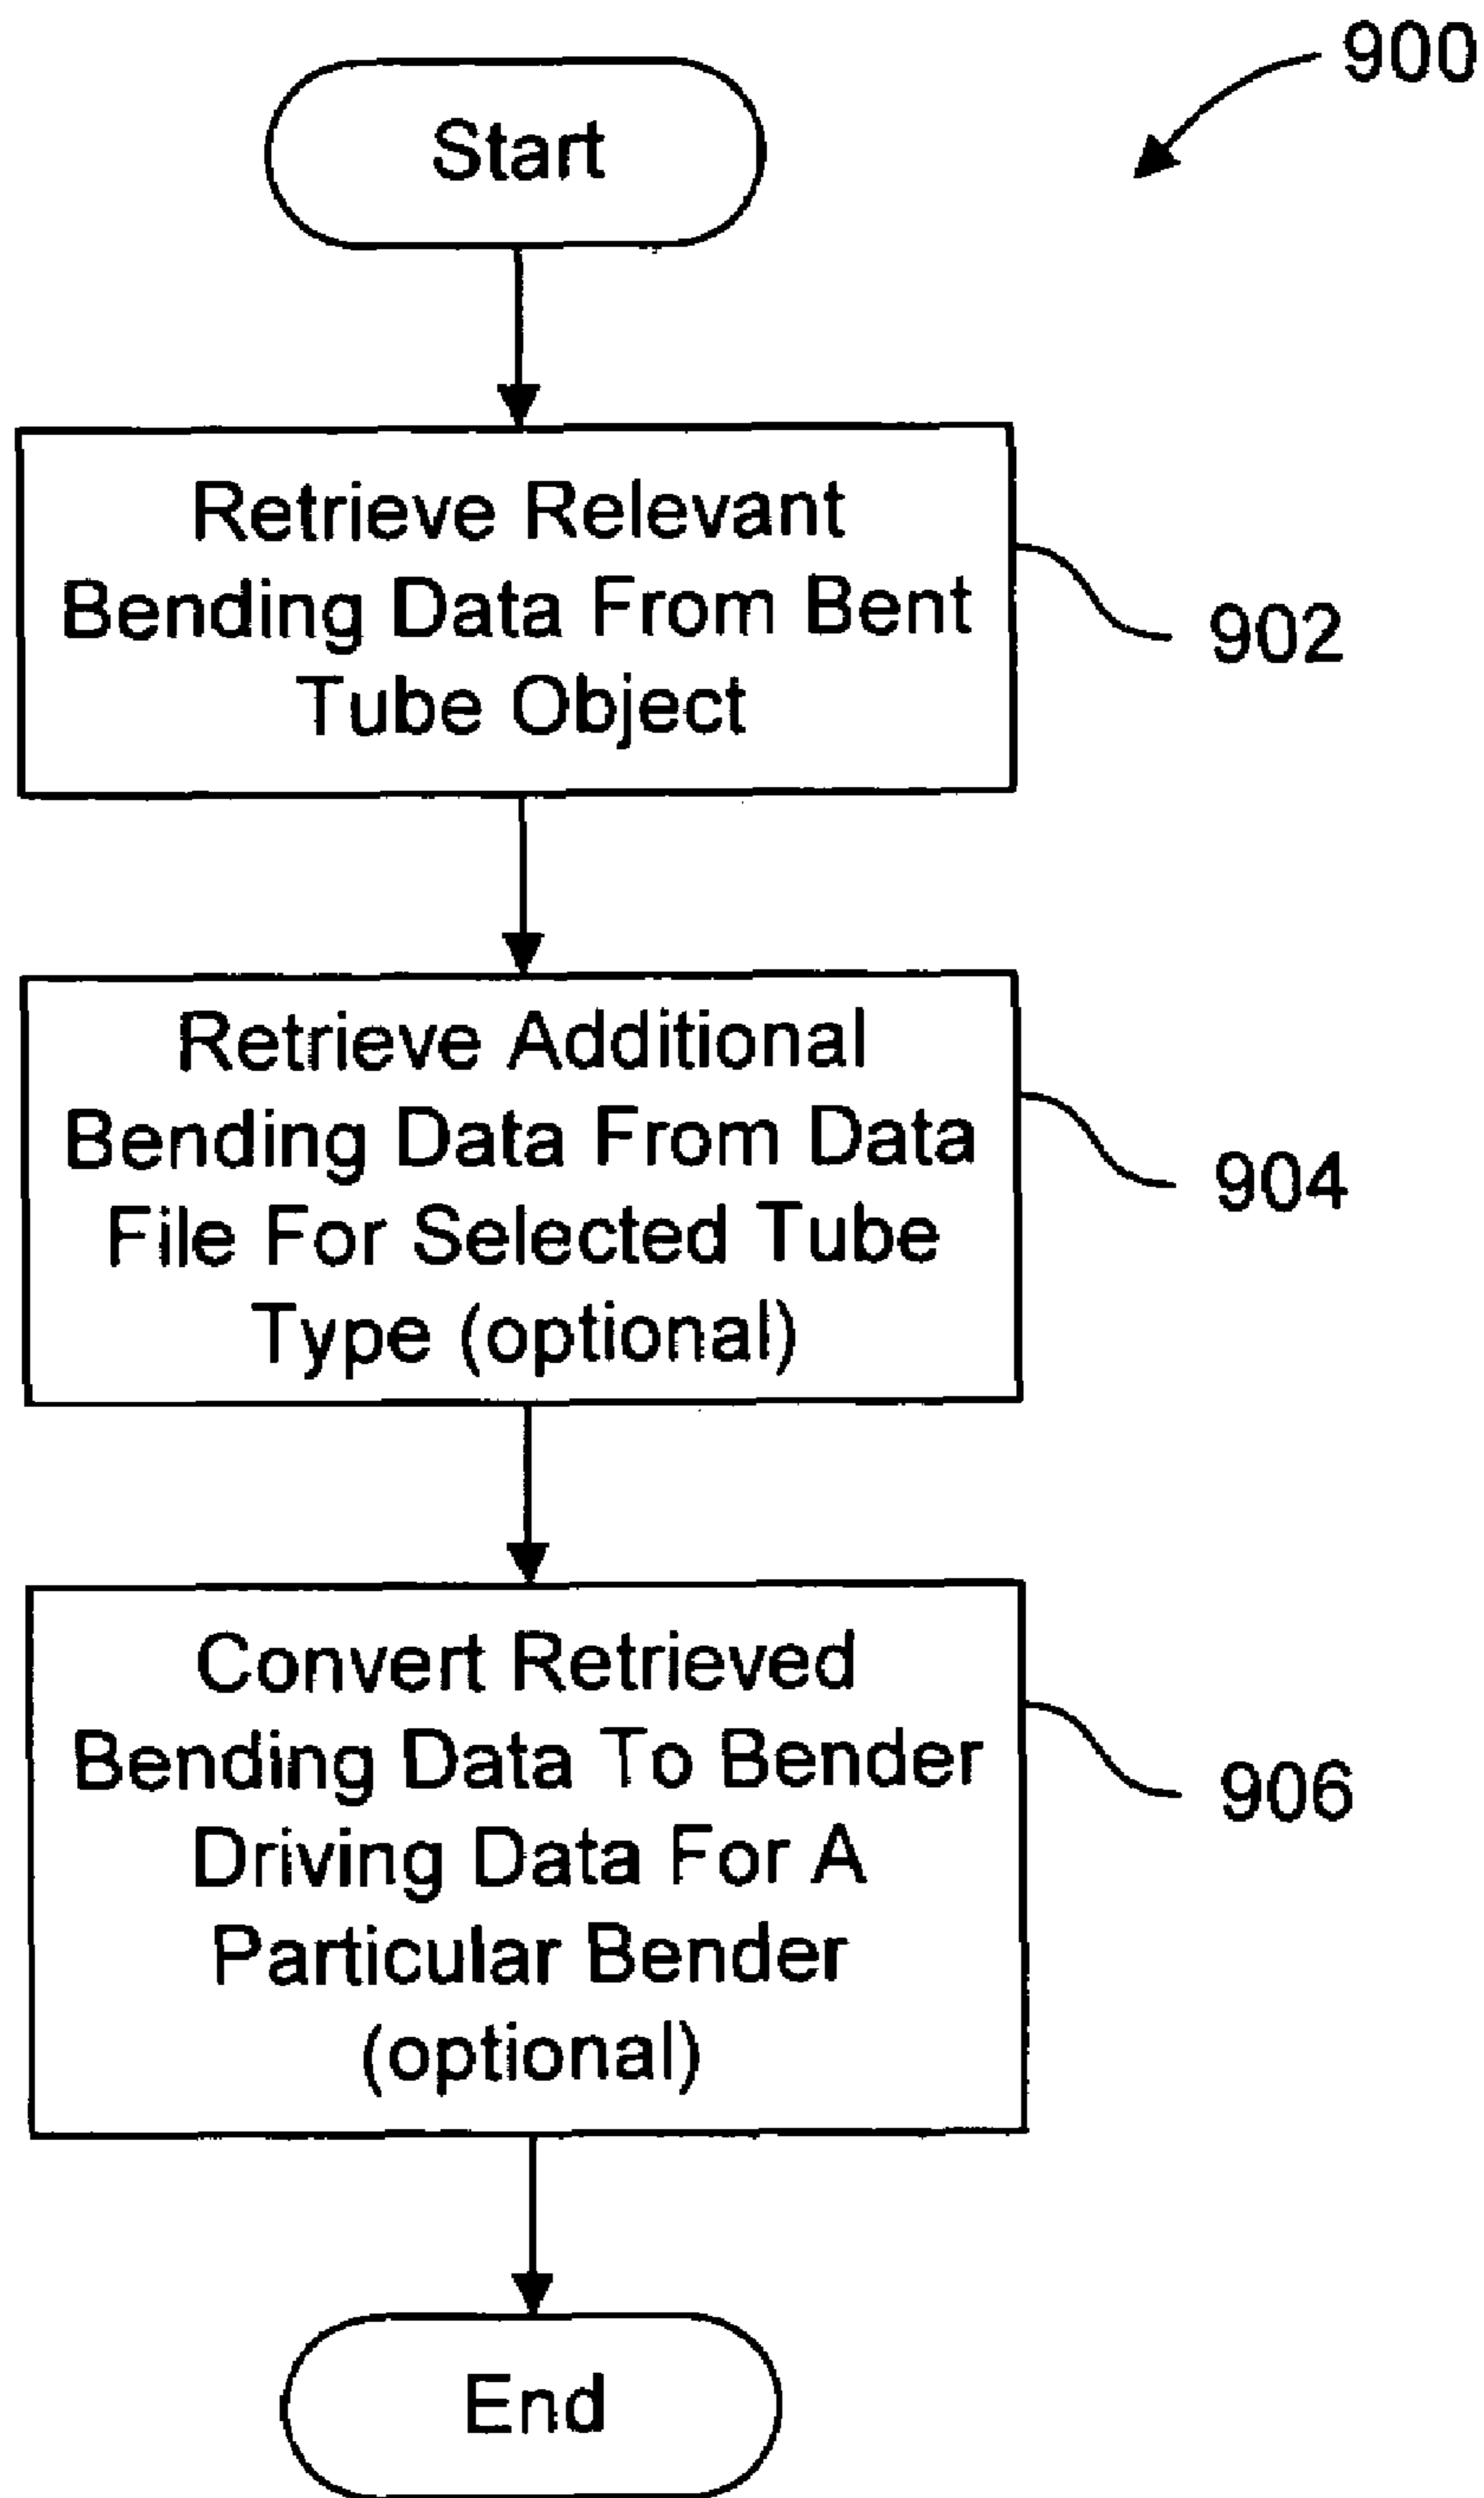 900
Start
Retrieve Relevant
Bending Data From Bent
Tube Object
902
Retrieve Additional
Bending Data From Data
File For Selected Tube
Type (optional)
904
Convert Retrieved
Bending Data To Bender
Driving Data For A
Particular Bender
(optional)
906
End